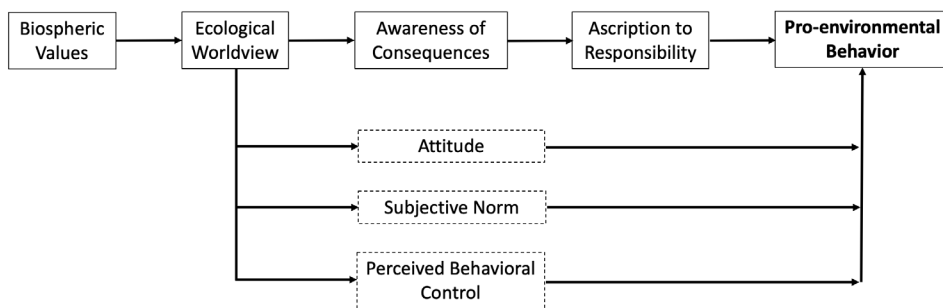 Biospheric
Values
Ecological
Worldview
Awareness of
Consequences
Ascription to
Responsibility
Pro-environmental
Behavior
Attitude
Subjective Norm
Perceived Behavioral
Control